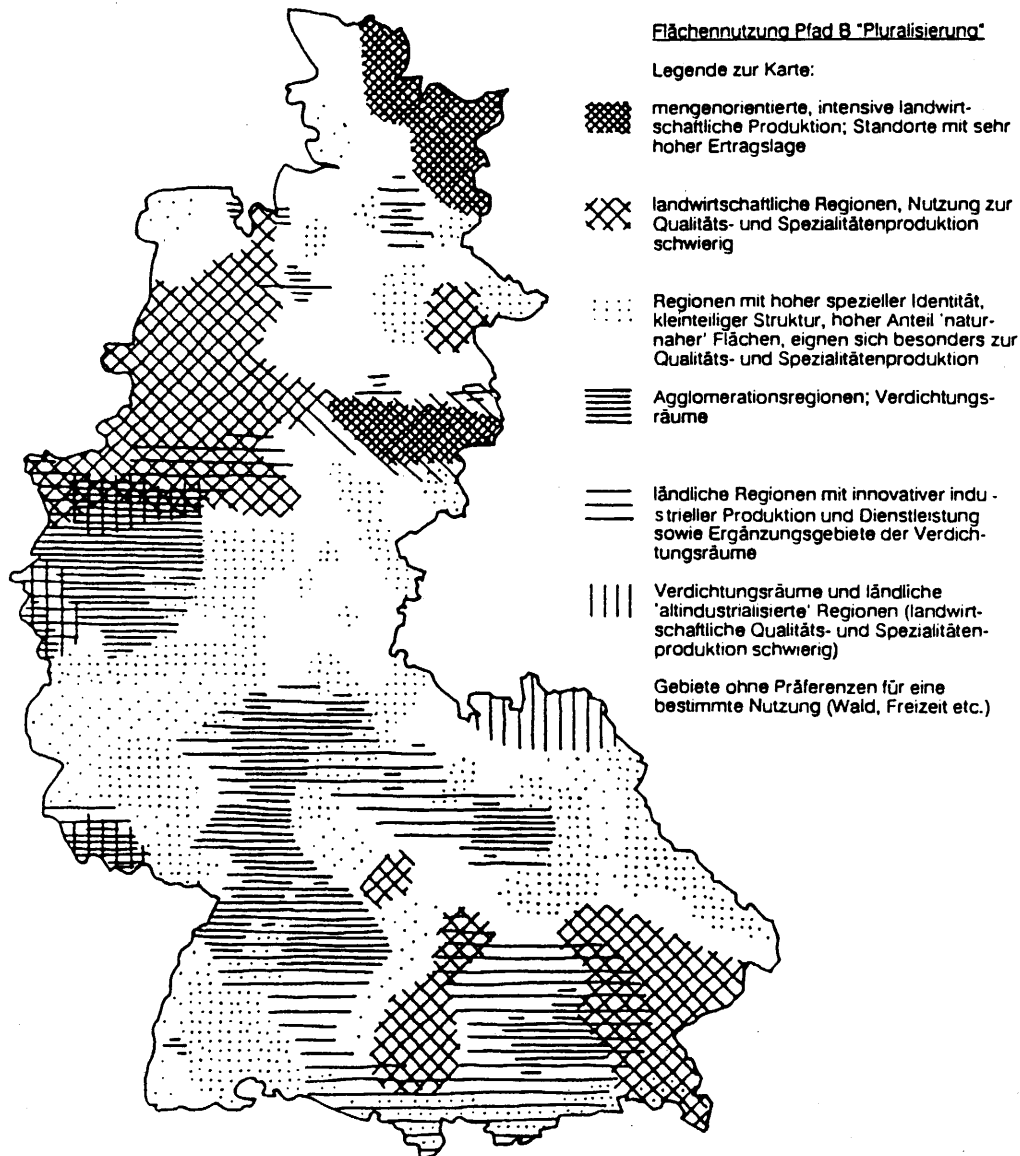 Flächennutzung Pfad B "Pluralisierung"
Legende zur Karte:
mengenorientierte, intensive landwirt-
schaftliche Produktion; Standorte mit sehr
hoher Ertragslage
landwirtschaftliche Regionen, Nutzung zur
Qualitäts- und Spezialitätenproduktion
schwierig
Regionen mit hoher spezieller Identität,
kleinteiliger Struktur, hoher Anteil 'natur-
naher' Flächen, eignen sich besonders zur
Qualitäts- und Spezialitätenproduktion
Agglomerationsregionen; Verdichtungs-
räume
ländliche Regionen mit innovativer indu -
strieller Produktion und Dienstleistung
sowie Ergänzungsgebiete der Verdich-
tungsräume
Verdichtungsräume und ländliche
'altindustrialisierte' Regionen (landwirt-
schaftliche Qualitäts- und Spezialitäten-
produktion schwierig)
Gebiete ohne Präferenzen für eine
bestimmte Nutzung (Wald, Freizeit etc.)